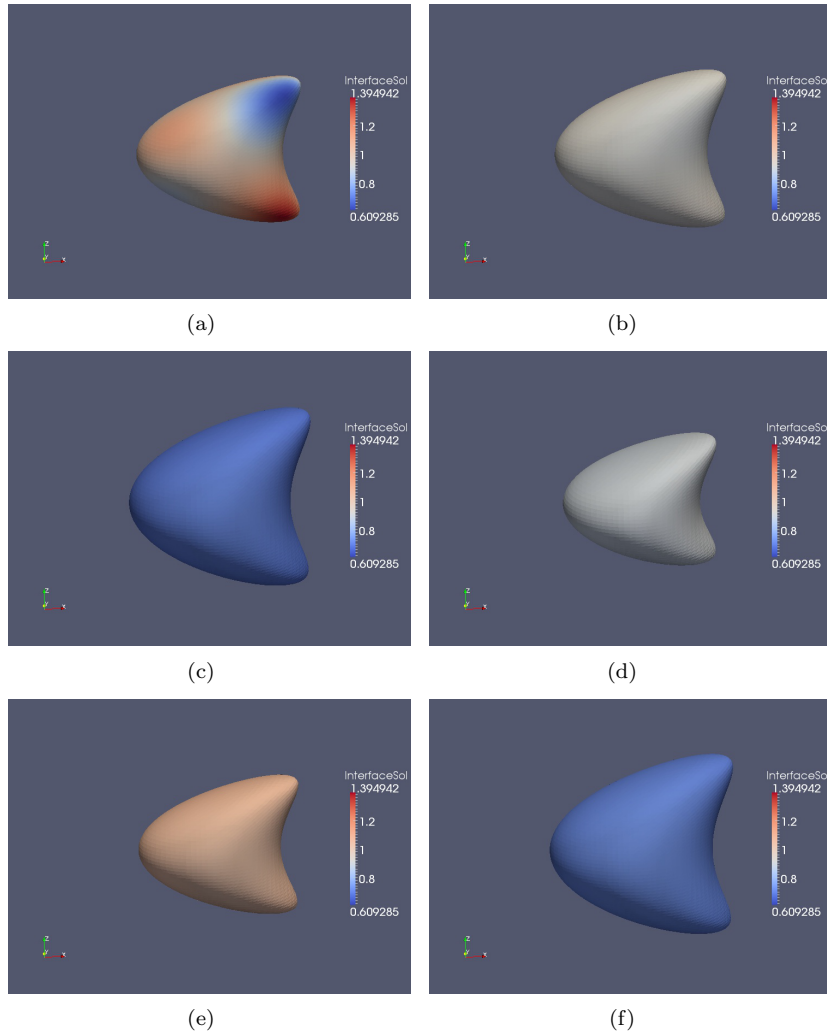 InterfaceSol
1.394942
1.2
1
0.8
0.609285
z
Y
x
(a)
InterfaceSol
1.394942
1.2
1
0.8
0.609285
z
Y
x
(b)
InterfaceSol
1.394942
1.2
1
0.8
0.609285
z
Y
x
(c)
InterfaceSol
1.394942
1.2
1
0.8
0.609285
z
Y
x
(d)
InterfaceSol
1.394942
1.2
1
0.8
0.609285
z
Y
x
(e)
InterfaceSol
1.394942
1.2
1
0.8
0.609285
z
Y
x
(f)